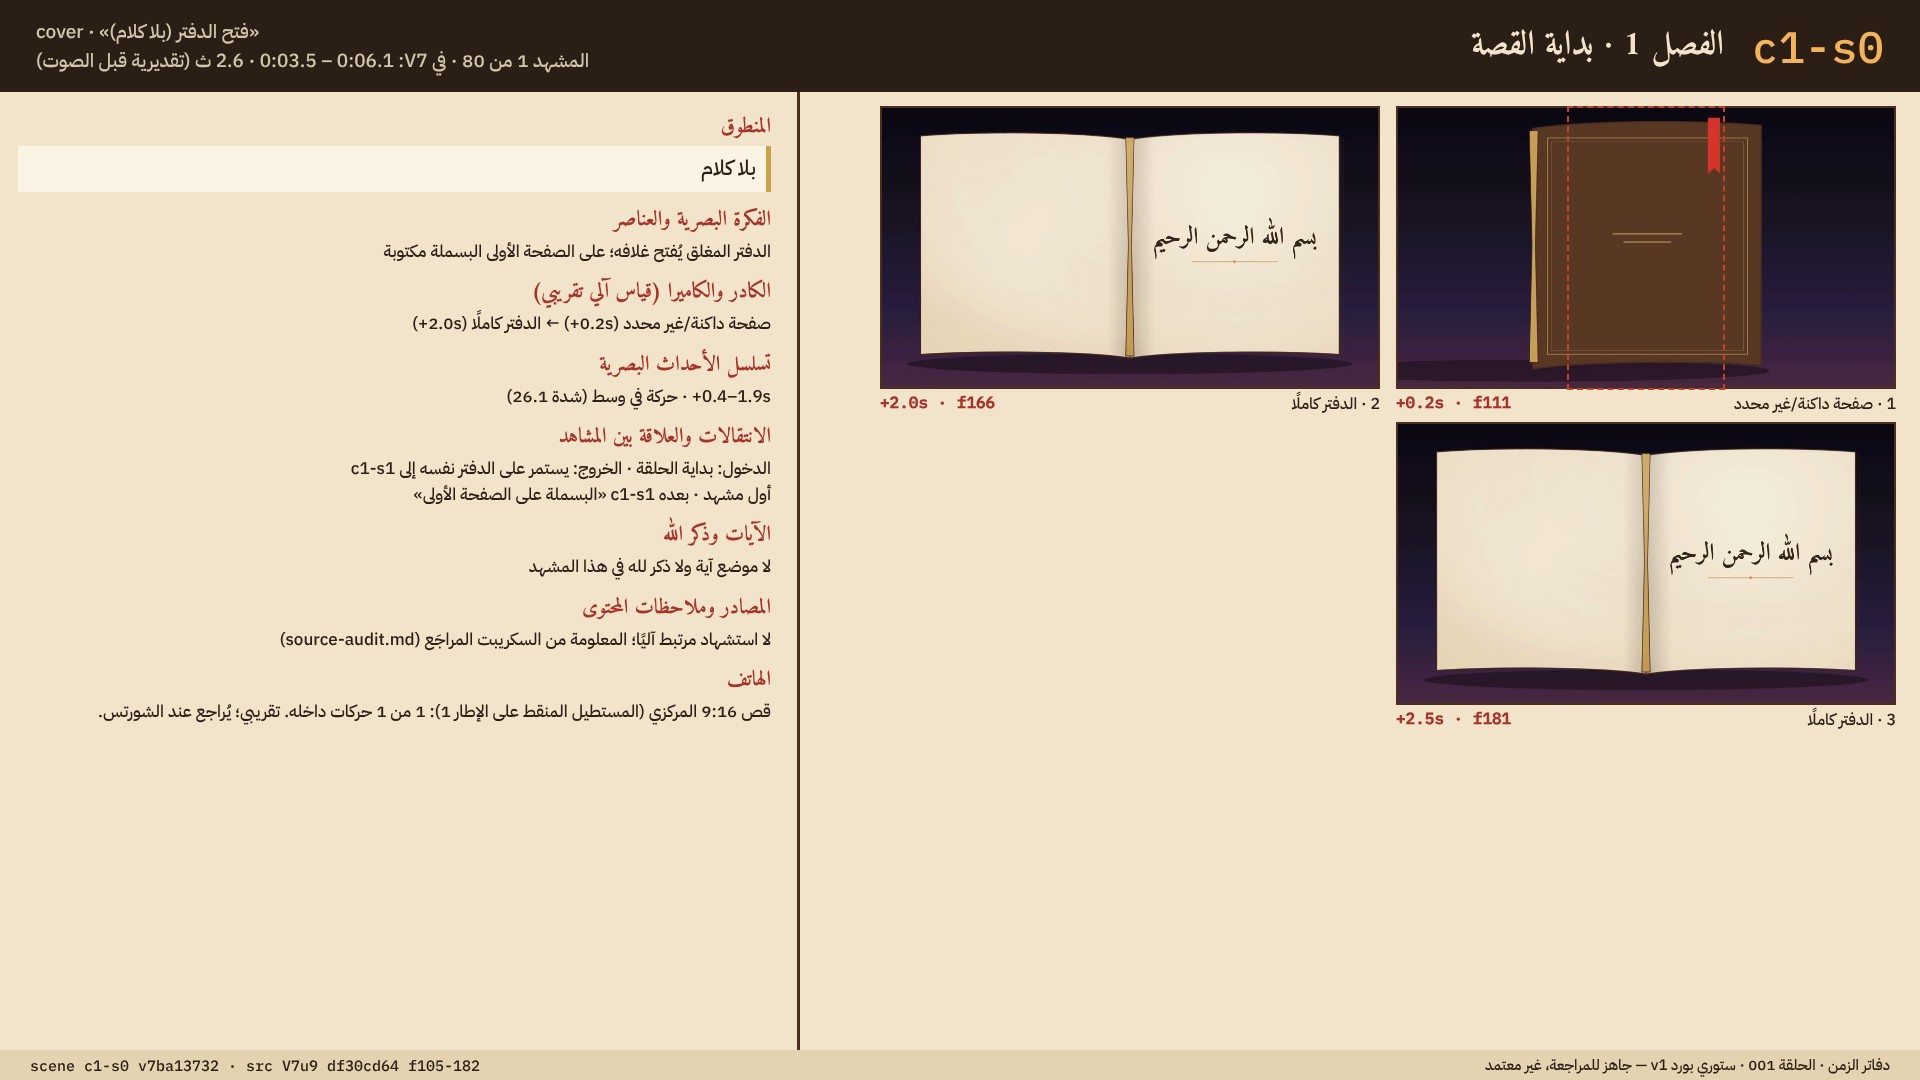 c1-s0
الفصل 1 · بداية القصة
«فتح الدفتر (بلا كلام)» · cover
المشهد 1 من 80 · في V7: 0:03.5 – 0:06.1 · 2.6 ث (تقديرية قبل الصوت)
بسم الله الرحمن الرحيم
1 · صفحة داكنة/غير محدد
+0.2s · f111
2 · الدفتر كاملًا
+2.0s · f166
بسم الله الرحمن الرحيم
3 · الدفتر كاملًا
+2.5s · f181
المنطوق
بلا كلام
الفكرة البصرية والعناصر
الدفتر المغلق يُفتح غلافه؛ على الصفحة الأولى البسملة مكتوبة
الكادر والكاميرا (قياس آلي تقريبي)
صفحة داكنة/غير محدد (+0.2s) ← الدفتر كاملًا (+2.0s)
تسلسل الأحداث البصرية
+0.4–1.9s · حركة في وسط (شدة 26.1)
الانتقالات والعلاقة بين المشاهد
الدخول: بداية الحلقة · الخروج: يستمر على الدفتر نفسه إلى c1-s1
أول مشهد · بعده c1-s1 «البسملة على الصفحة الأولى»
الآيات وذكر الله
لا موضع آية ولا ذكر لله في هذا المشهد
المصادر وملاحظات المحتوى
لا استشهاد مرتبط آليًا؛ المعلومة من السكريبت المراجَع (source-audit.md)
الهاتف
قص 9:16 المركزي (المستطيل المنقط على الإطار 1): 1 من 1 حركات داخله. تقريبي؛ يُراجع عند الشورتس.
دفاتر الزمن · الحلقة 001 · ستوري بورد v1 — جاهز للمراجعة، غير معتمد
scene c1-s0 v7ba13732 · src V7u9 df30cd64 f105-182